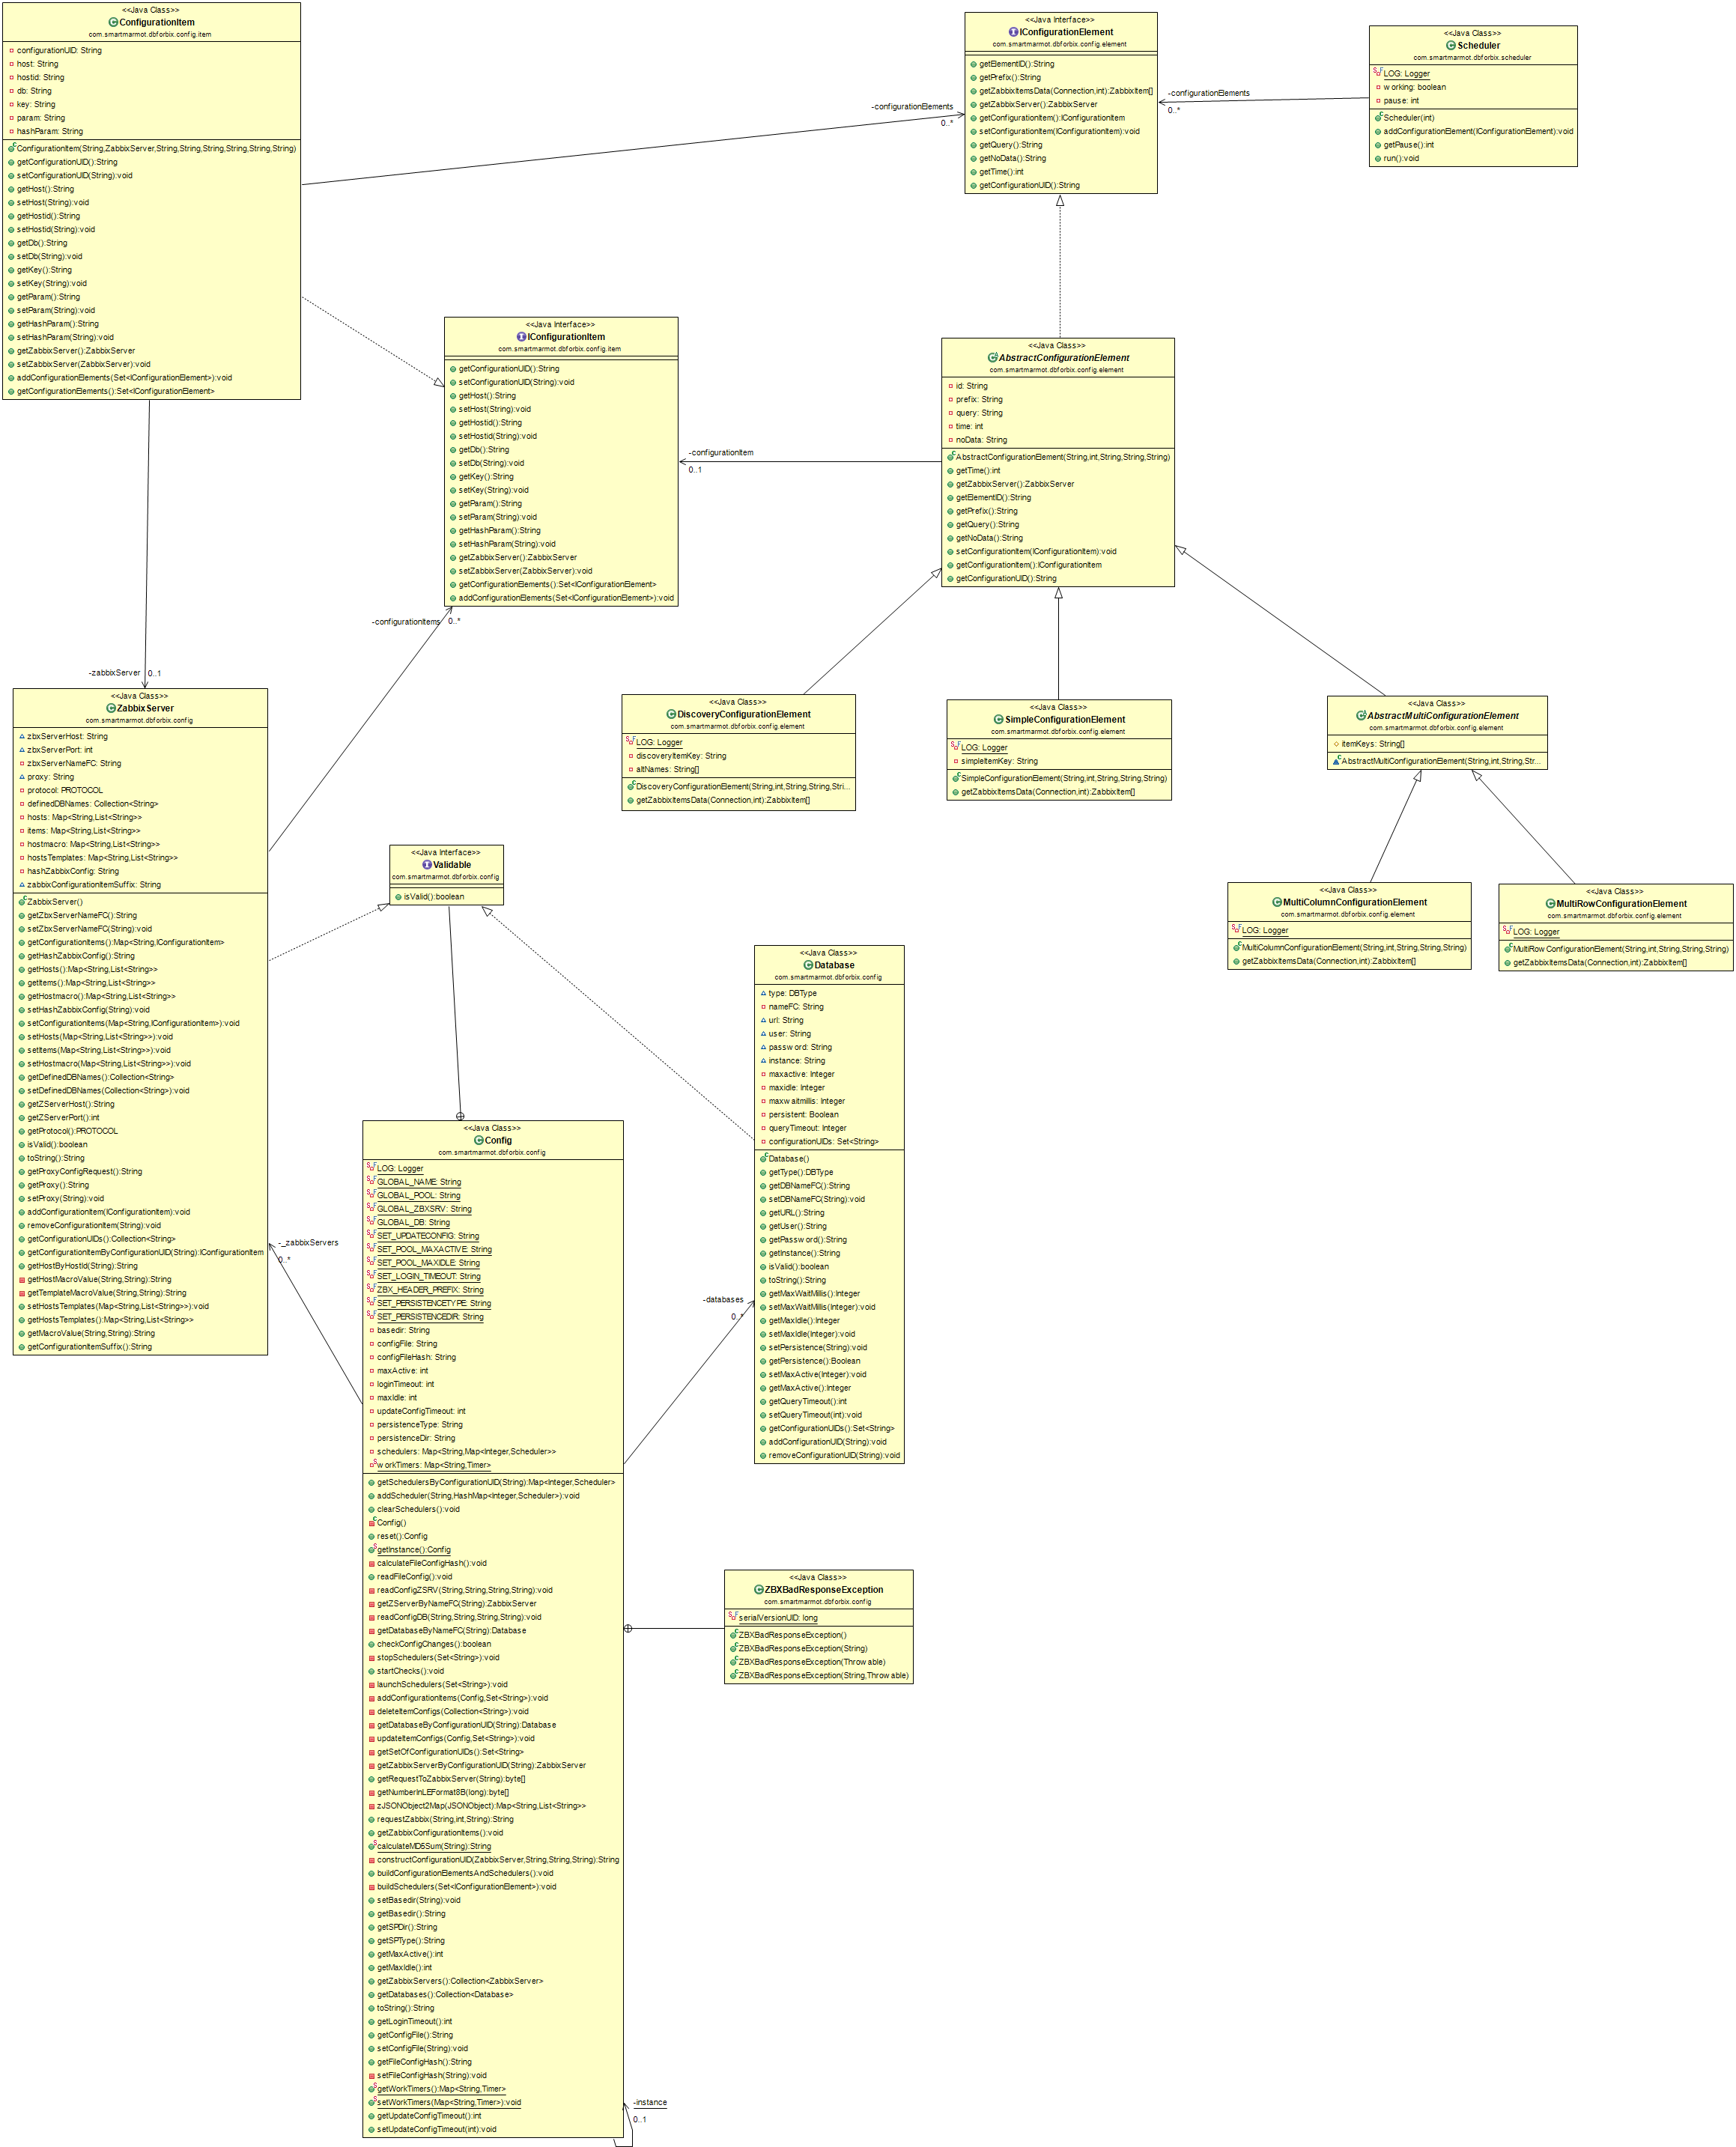 <<Java Class>>
ConfigurationItem
com.smartmarmot.dbforbix.config.item
configurationUID: String
host: String
hostid: String
db: String
key: String
param: String
hashParam: String
ConfigurationItem(String,ZabbixServer,String,String,String,String,String,String)
getConfigurationUID():String
setConfigurationUID(String):void
getHost():String
setHost(String):void
getHostid():String
setHostid(String):void
getDb():String
setDb(String):void
getKey():String
setKey(String):void
getParam():String
setParam(String):void
getHashParam():String
setHashParam(String):void
getZabbixServer():ZabbixServer
setZabbixServer(ZabbixServer):void
addConfigurationElements(Set<IConfigurationElement>):void
getConfigurationElements():Set<IConfigurationElement>
<<Java Interface>>
IConfigurationElement
com.smartmarmot.dbforbix.config.element
getElementID():String
getPrefix():String
getZabbixItemsData(Connection,int):ZabbixItem[]
getZabbixServer():ZabbixServer
getConfigurationItem():IConfigurationItem
setConfigurationItem(IConfigurationItem):void
getQuery():String
getNoData():String
getTime():int
getConfigurationUID():String
<<Java Class>>
Scheduler
com.smartmarmot.dbforbix.scheduler
LOG: Logger
working: boolean
pause: int
Scheduler(int)
addConfigurationElement(IConfigurationElement):void
getPause():int
run():void
-configurationElements
0..*
-configurationElements
0..*
<<Java Interface>>
IConfigurationItem
com.smartmarmot.dbforbix.config.item
getConfigurationUID():String
setConfigurationUID(String):void
getHost():String
setHost(String):void
getHostid():String
setHostid(String):void
getDb():String
setDb(String):void
getKey():String
setKey(String):void
getParam():String
setParam(String):void
getHashParam():String
setHashParam(String):void
getZabbixServer():ZabbixServer
setZabbixServer(ZabbixServer):void
getConfigurationElements():Set<IConfigurationElement>
addConfigurationElements(Set<IConfigurationElement>):void
-configurationItem
0..1
<<Java Class>>
AbstractConfigurationElement
com.smartmarmot.dbforbix.config.element
id: String
prefix: String
query: String
time: int
noData: String
AbstractConfigurationElement(String,int,String,String,String)
getTime():int
getZabbixServer():ZabbixServer
getElementID():String
getPrefix():String
getQuery():String
getNoData():String
setConfigurationItem(IConfigurationItem):void
getConfigurationItem():IConfigurationItem
getConfigurationUID():String
-configurationItems
0..*
-zabbixServer
0..1
<<Java Class>>
ZabbixServer
com.smartmarmot.dbforbix.config
zbxServerHost: String
zbxServerPort: int
zbxServerNameFC: String
proxy: String
protocol: PROTOCOL
definedDBNames: Collection<String>
hosts: Map<String,List<String>>
items: Map<String,List<String>>
hostmacro: Map<String,List<String>>
hostsTemplates: Map<String,List<String>>
hashZabbixConfig: String
zabbixConfigurationItemSuffix: String
ZabbixServer()
getZbxServerNameFC():String
setZbxServerNameFC(String):void
getConfigurationItems():Map<String,IConfigurationItem>
getHashZabbixConfig():String
getHosts():Map<String,List<String>>
getItems():Map<String,List<String>>
getHostmacro():Map<String,List<String>>
setHashZabbixConfig(String):void
setConfigurationItems(Map<String,IConfigurationItem>):void
setHosts(Map<String,List<String>>):void
setItems(Map<String,List<String>>):void
setHostmacro(Map<String,List<String>>):void
getDefinedDBNames():Collection<String>
setDefinedDBNames(Collection<String>):void
getZServerHost():String
getZServerPort():int
getProtocol():PROTOCOL
isValid():boolean
toString():String
getProxyConfigRequest():String
getProxy():String
setProxy(String):void
addConfigurationItem(IConfigurationItem):void
removeConfigurationItem(String):void
getConfigurationUIDs():Collection<String>
getConfigurationItemByConfigurationUID(String):IConfigurationItem
getHostByHostId(String):String
getHostMacroValue(String,String):String
getTemplateMacroValue(String,String):String
setHostsTemplates(Map<String,List<String>>):void
getHostsTemplates():Map<String,List<String>>
getMacroValue(String,String):String
getConfigurationItemSuffix():String
<<Java Class>>
DiscoveryConfigurationElement
com.smartmarmot.dbforbix.config.element
LOG: Logger
discoveryItemKey: String
altNames: String[]
DiscoveryConfigurationElement(String,int,String,String,Stri...
getZabbixItemsData(Connection,int):ZabbixItem[]
<<Java Class>>
SimpleConfigurationElement
com.smartmarmot.dbforbix.config.element
LOG: Logger
simpleItemKey: String
SimpleConfigurationElement(String,int,String,String,String)
getZabbixItemsData(Connection,int):ZabbixItem[]
<<Java Class>>
AbstractMultiConfigurationElement
com.smartmarmot.dbforbix.config.element
itemKeys: String[]
AbstractMultiConfigurationElement(String,int,String,Str...
<<Java Class>>
MultiColumnConfigurationElement
com.smartmarmot.dbforbix.config.element
LOG: Logger
MultiColumnConfigurationElement(String,int,String,String,String)
getZabbixItemsData(Connection,int):ZabbixItem[]
<<Java Class>>
MultiRowConfigurationElement
com.smartmarmot.dbforbix.config.element
LOG: Logger
MultiRowConfigurationElement(String,int,String,String,String)
getZabbixItemsData(Connection,int):ZabbixItem[]
<<Java Interface>>
Validable
com.smartmarmot.dbforbix.config
isValid():boolean
<<Java Class>>
Database
com.smartmarmot.dbforbix.config
type: DBType
nameFC: String
url: String
user: String
password: String
instance: String
maxactive: Integer
maxidle: Integer
maxwaitmillis: Integer
persistent: Boolean
queryTimeout: Integer
configurationUIDs: Set<String>
Database()
getType():DBType
getDBNameFC():String
setDBNameFC(String):void
getURL():String
getUser():String
getPassword():String
getInstance():String
isValid():boolean
toString():String
getMaxWaitMillis():Integer
setMaxWaitMillis(Integer):void
getMaxIdle():Integer
setMaxIdle(Integer):void
setPersistence(String):void
getPersistence():Boolean
setMaxActive(Integer):void
getMaxActive():Integer
getQueryTimeout():int
setQueryTimeout(int):void
getConfigurationUIDs():Set<String>
addConfigurationUID(String):void
removeConfigurationUID(String):void
-_zabbixServers
0..*
-databases
0..*
<<Java Class>>
Config
com.smartmarmot.dbforbix.config
LOG: Logger
GLOBAL_NAME: String
GLOBAL_POOL: String
GLOBAL_ZBXSRV: String
GLOBAL_DB: String
SET_UPDATECONFIG: String
SET_POOL_MAXACTIVE: String
SET_POOL_MAXIDLE: String
SET_LOGIN_TIMEOUT: String
ZBX_HEADER_PREFIX: String
SET_PERSISTENCETYPE: String
SET_PERSISTENCEDIR: String
basedir: String
configFile: String
configFileHash: String
maxActive: int
loginTimeout: int
maxIdle: int
updateConfigTimeout: int
persistenceType: String
persistenceDir: String
schedulers: Map<String,Map<Integer,Scheduler>>
workTimers: Map<String,Timer>
getSchedulersByConfigurationUID(String):Map<Integer,Scheduler>
addScheduler(String,HashMap<Integer,Scheduler>):void
clearSchedulers():void
Config()
reset():Config
getInstance():Config
calculateFileConfigHash():void
readFileConfig():void
readConfigZSRV(String,String,String,String):void
getZServerByNameFC(String):ZabbixServer
readConfigDB(String,String,String,String):void
getDatabaseByNameFC(String):Database
checkConfigChanges():boolean
stopSchedulers(Set<String>):void
startChecks():void
launchSchedulers(Set<String>):void
addConfigurationItems(Config,Set<String>):void
deleteItemConfigs(Collection<String>):void
getDatabaseByConfigurationUID(String):Database
updateItemConfigs(Config,Set<String>):void
getSetOfConfigurationUIDs():Set<String>
getZabbixServerByConfigurationUID(String):ZabbixServer
getRequestToZabbixServer(String):byte[]
getNumberInLEFormat8B(long):byte[]
zJSONObject2Map(JSONObject):Map<String,List<String>>
requestZabbix(String,int,String):String
getZabbixConfigurationItems():void
calculateMD5Sum(String):String
constructConfigurationUID(ZabbixServer,String,String,String):String
buildConfigurationElementsAndSchedulers():void
buildSchedulers(Set<IConfigurationElement>):void
setBasedir(String):void
getBasedir():String
getSPDir():String
getSPType():String
getMaxActive():int
getMaxIdle():int
getZabbixServers():Collection<ZabbixServer>
getDatabases():Collection<Database>
toString():String
getLoginTimeout():int
getConfigFile():String
setConfigFile(String):void
getFileConfigHash():String
setFileConfigHash(String):void
getWorkTimers():Map<String,Timer>
setWorkTimers(Map<String,Timer>):void
getUpdateConfigTimeout():int
setUpdateConfigTimeout(int):void
<<Java Class>>
ZBXBadResponseException
com.smartmarmot.dbforbix.config
serialVersionUID: long
ZBXBadResponseException()
ZBXBadResponseException(String)
ZBXBadResponseException(Throwable)
ZBXBadResponseException(String,Throwable)
-instance
0..1